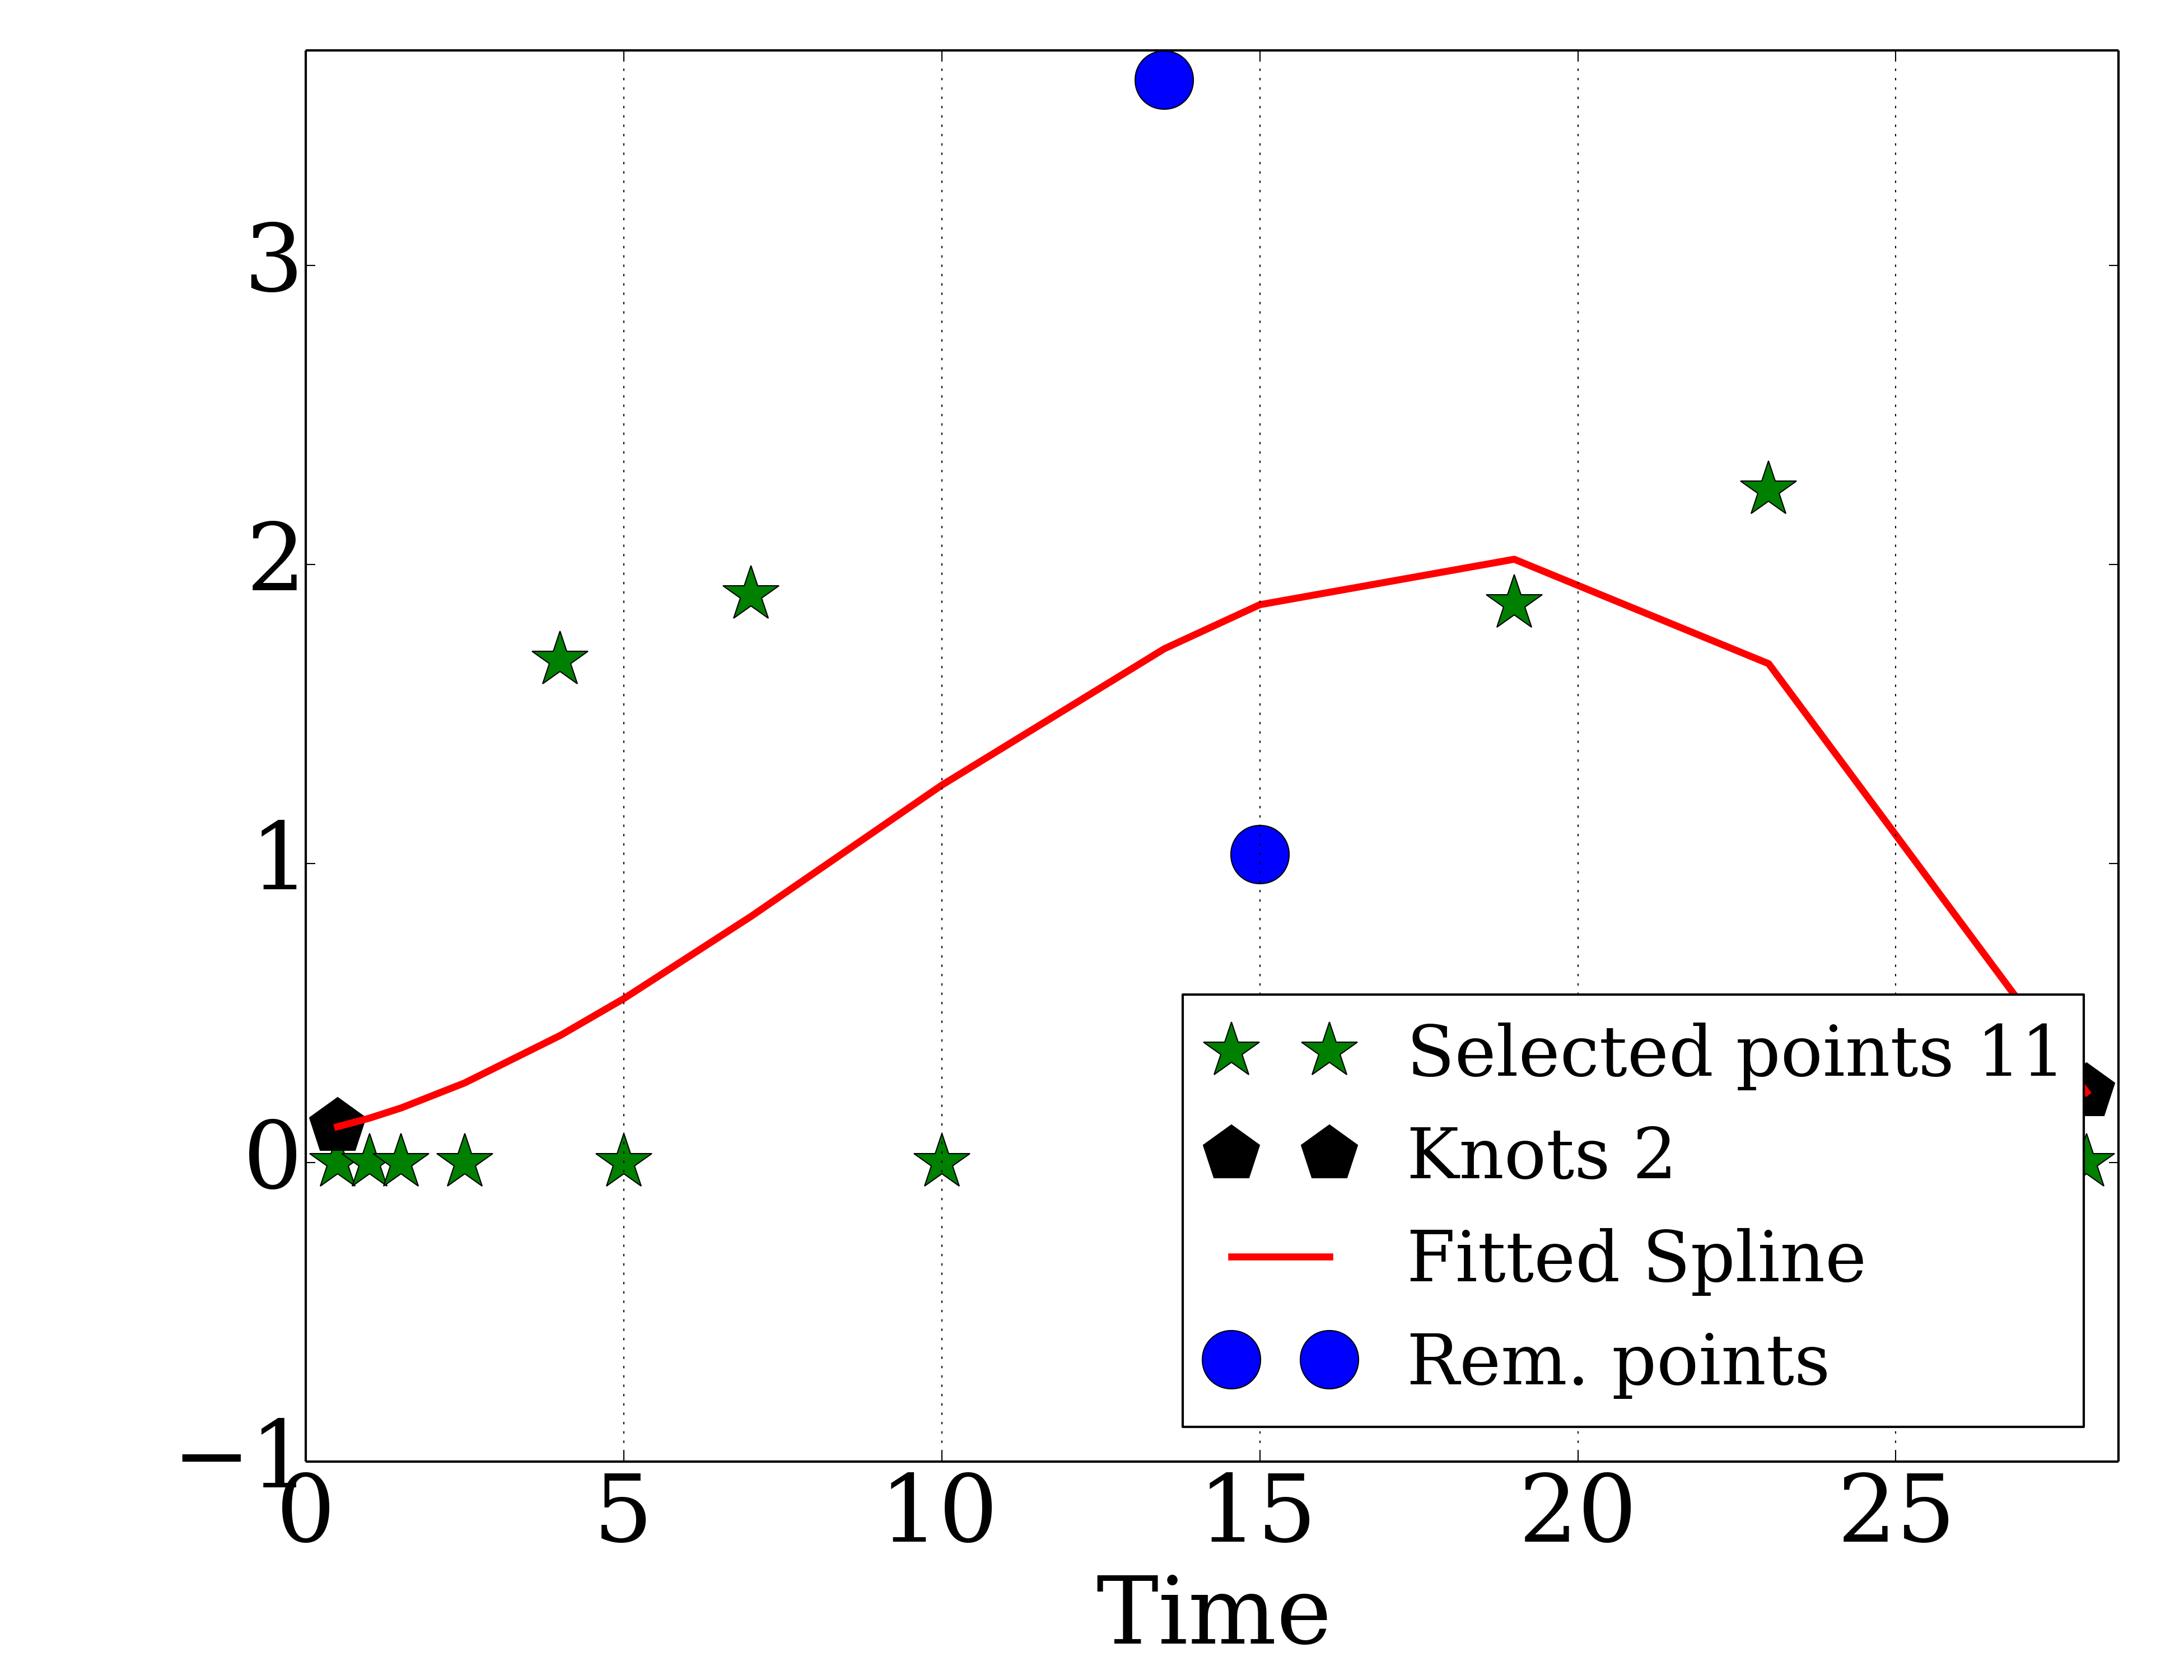 3
2
1
0
−1
0 5 10 15 20 25
Time
Selected points 11
Knots 2
Fitted Spline
Rem. points